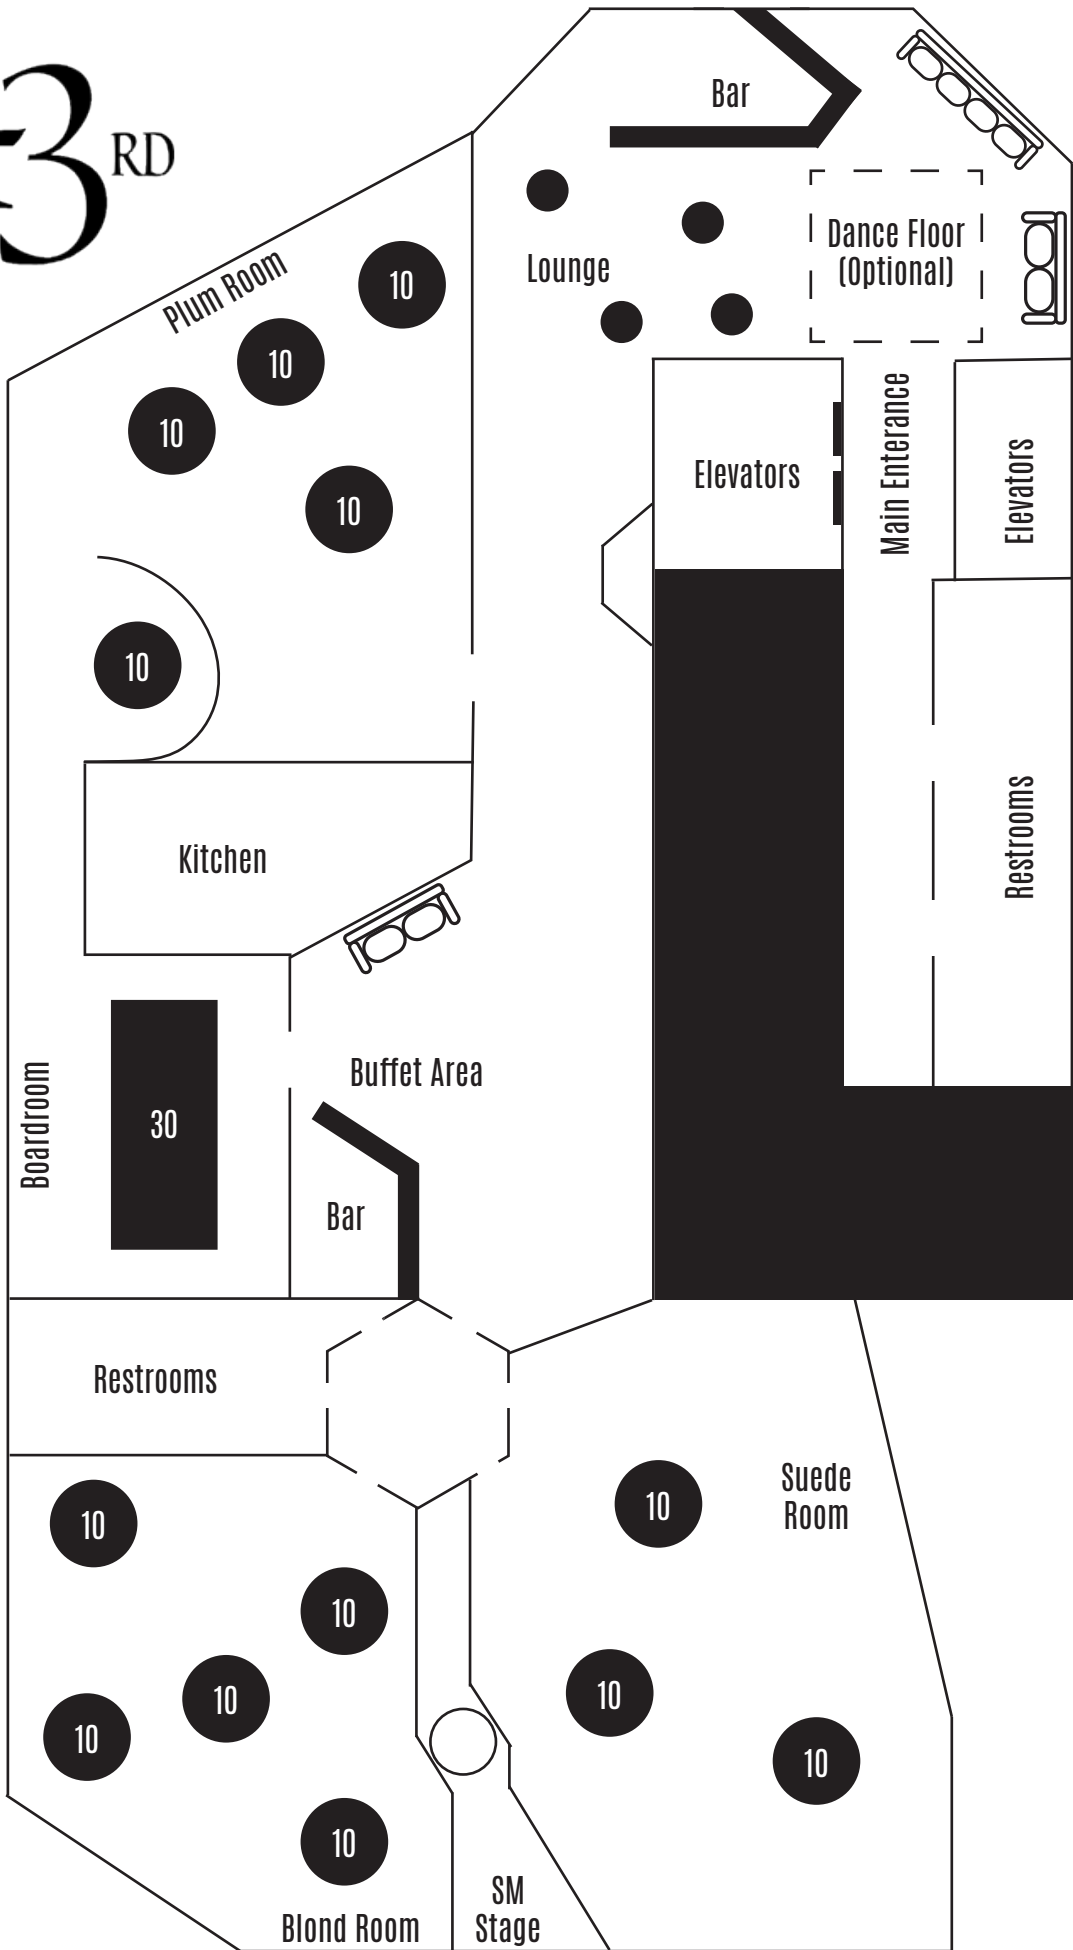 3RD
Bar
Lounge
Dance Floor
(Optional)
Plum Room
10
10
10
10
10
Elevators
Main Enterance
Elevators
Kitchen
Restrooms
Boardroom
30
Buffet Area
Bar
Restrooms
10
10
10
10
10
Blond Room
SM
Stage
Suede
Room
10
10
10